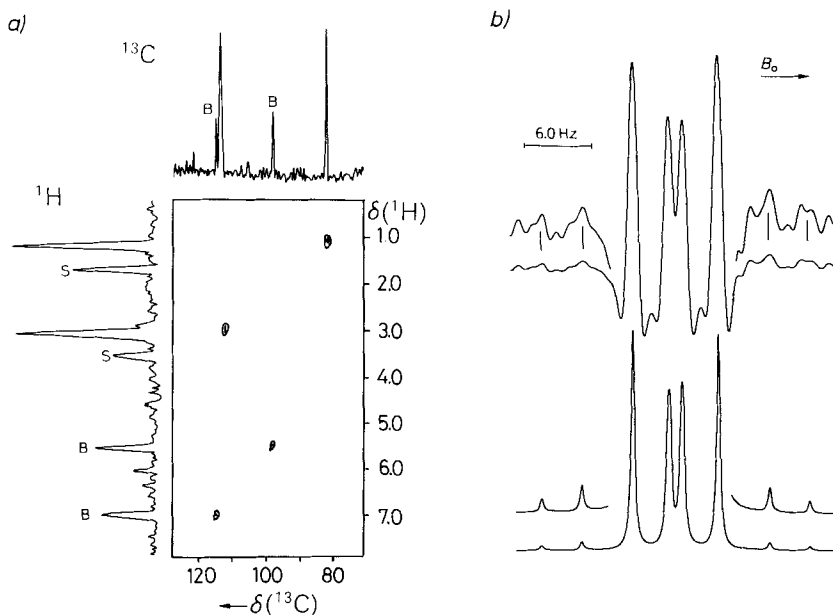 a)
¹³C
B
B
¹H
δ(¹H)
1.0
S
2.0
3.0
S
4.0
5.0
B
6.0
B
7.0
120
100
80
← δ(¹³C)
b)
B₀
6.0 Hz